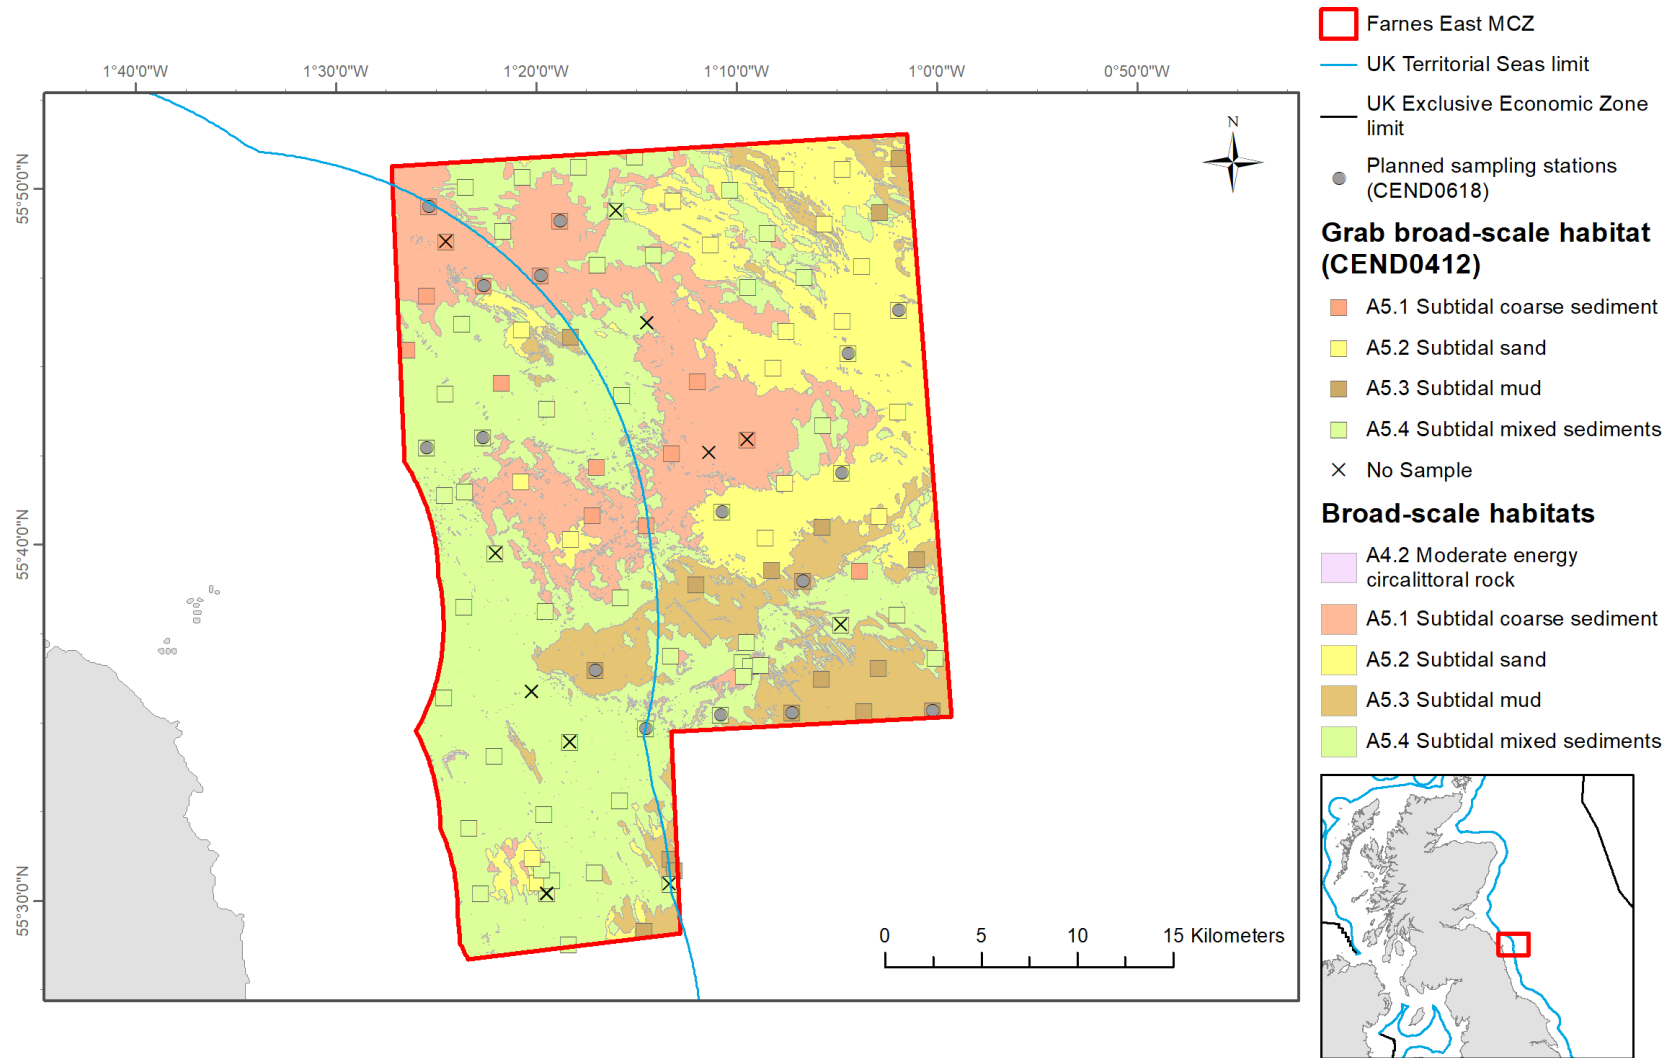 1°40'0"W 1°30'0"W 1°20'0"W 1°10'0"W 1°0'0"W 0°50'0"W
55°50'0"N
55°40'0"N
55°30'0"N
N
0 5 10 15 Kilometers
Farnes East MCZ
UK Territorial Seas limit
UK Exclusive Economic Zone
limit
Planned sampling stations
(CEND0618)
Grab broad-scale habitat
(CEND0412)
A5.1 Subtidal coarse sediment
A5.2 Subtidal sand
A5.3 Subtidal mud
A5.4 Subtidal mixed sediments
No Sample
Broad-scale habitats
A4.2 Moderate energy
circalittoral rock
A5.1 Subtidal coarse sediment
A5.2 Subtidal sand
A5.3 Subtidal mud
A5.4 Subtidal mixed sediments